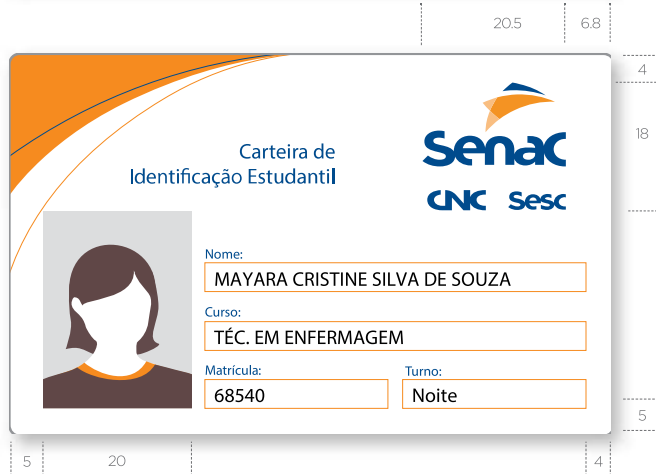 20.5
6.8
4
18
Carteira de
Identificação Estudantil
Senac
CNC Sesc
Nome:
MAYARA CRISTINE SILVA DE SOUZA
Curso:
TÉC. EM ENFERMAGEM
Matrícula:
Turno:
68540
Noite
5
5
20
4